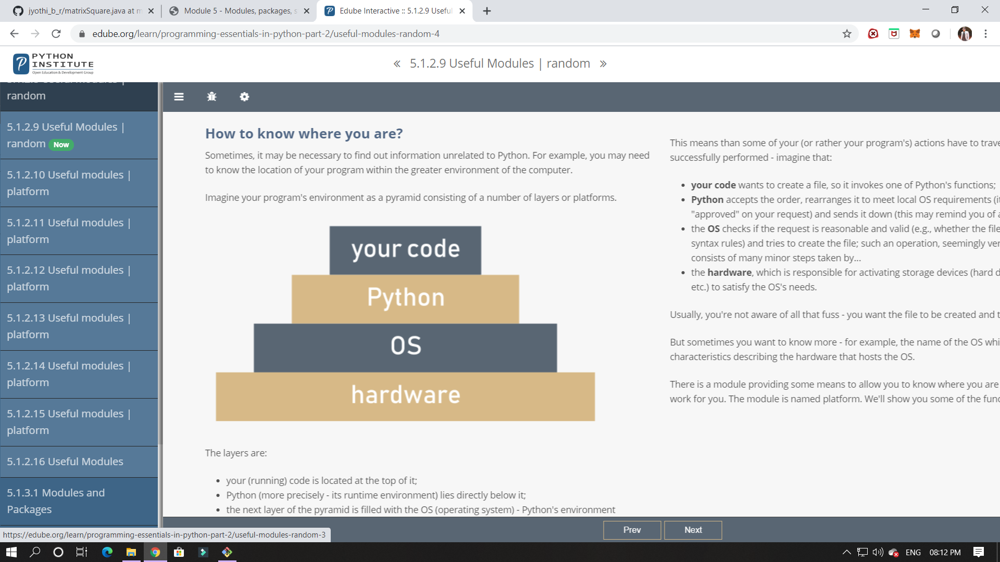 jyothi_b_r/matrixSquare.java at m
Module 5 - Modules, packages, s
Edube Interactive :: 5.1.2.9 Useful
edube.org/learn/programming-essentials-in-python-part-2/useful-modules-random-4
PYTHON
INSTITUTE
Open Education & Development Group
« 5.1.2.9 Useful Modules | random »
random
5.1.2.9 Useful Modules |
random Now
5.1.2.10 Useful modules |
platform
5.1.2.11 Useful modules |
platform
5.1.2.12 Useful modules |
platform
5.1.2.13 Useful modules |
platform
5.1.2.14 Useful modules |
platform
5.1.2.15 Useful modules |
platform
5.1.2.16 Useful Modules
5.1.3.1 Modules and
Packages
How to know where you are?
Sometimes, it may be necessary to find out information unrelated to Python. For example, you may need
to know the location of your program within the greater environment of the computer.
Imagine your program's environment as a pyramid consisting of a number of layers or platforms.
your code
Python
OS
hardware
The layers are:
• your (running) code is located at the top of it;
• Python (more precisely - its runtime environment) lies directly below it;
• the next layer of the pyramid is filled with the OS (operating system) - Python's environment
This means than some of your (or rather your program's) actions have to trave
successfully performed - imagine that:
• your code wants to create a file, so it invokes one of Python's functions;
• Python accepts the order, rearranges it to meet local OS requirements (it
"approved" on your request) and sends it down (this may remind you of a
• the OS checks if the request is reasonable and valid (e.g., whether the file
syntax rules) and tries to create the file; such an operation, seemingly ver
consists of many minor steps taken by...
• the hardware, which is responsible for activating storage devices (hard d
etc.) to satisfy the OS's needs.
Usually, you're not aware of all that fuss - you want the file to be created and t
But sometimes you want to know more - for example, the name of the OS whi
characteristics describing the hardware that hosts the OS.
There is a module providing some means to allow you to know where you are
work for you. The module is named platform. We'll show you some of the func
Prev
Next
https://edube.org/learn/programming-essentials-in-python-part-2/useful-modules-random-3
ENG
08:12 PM